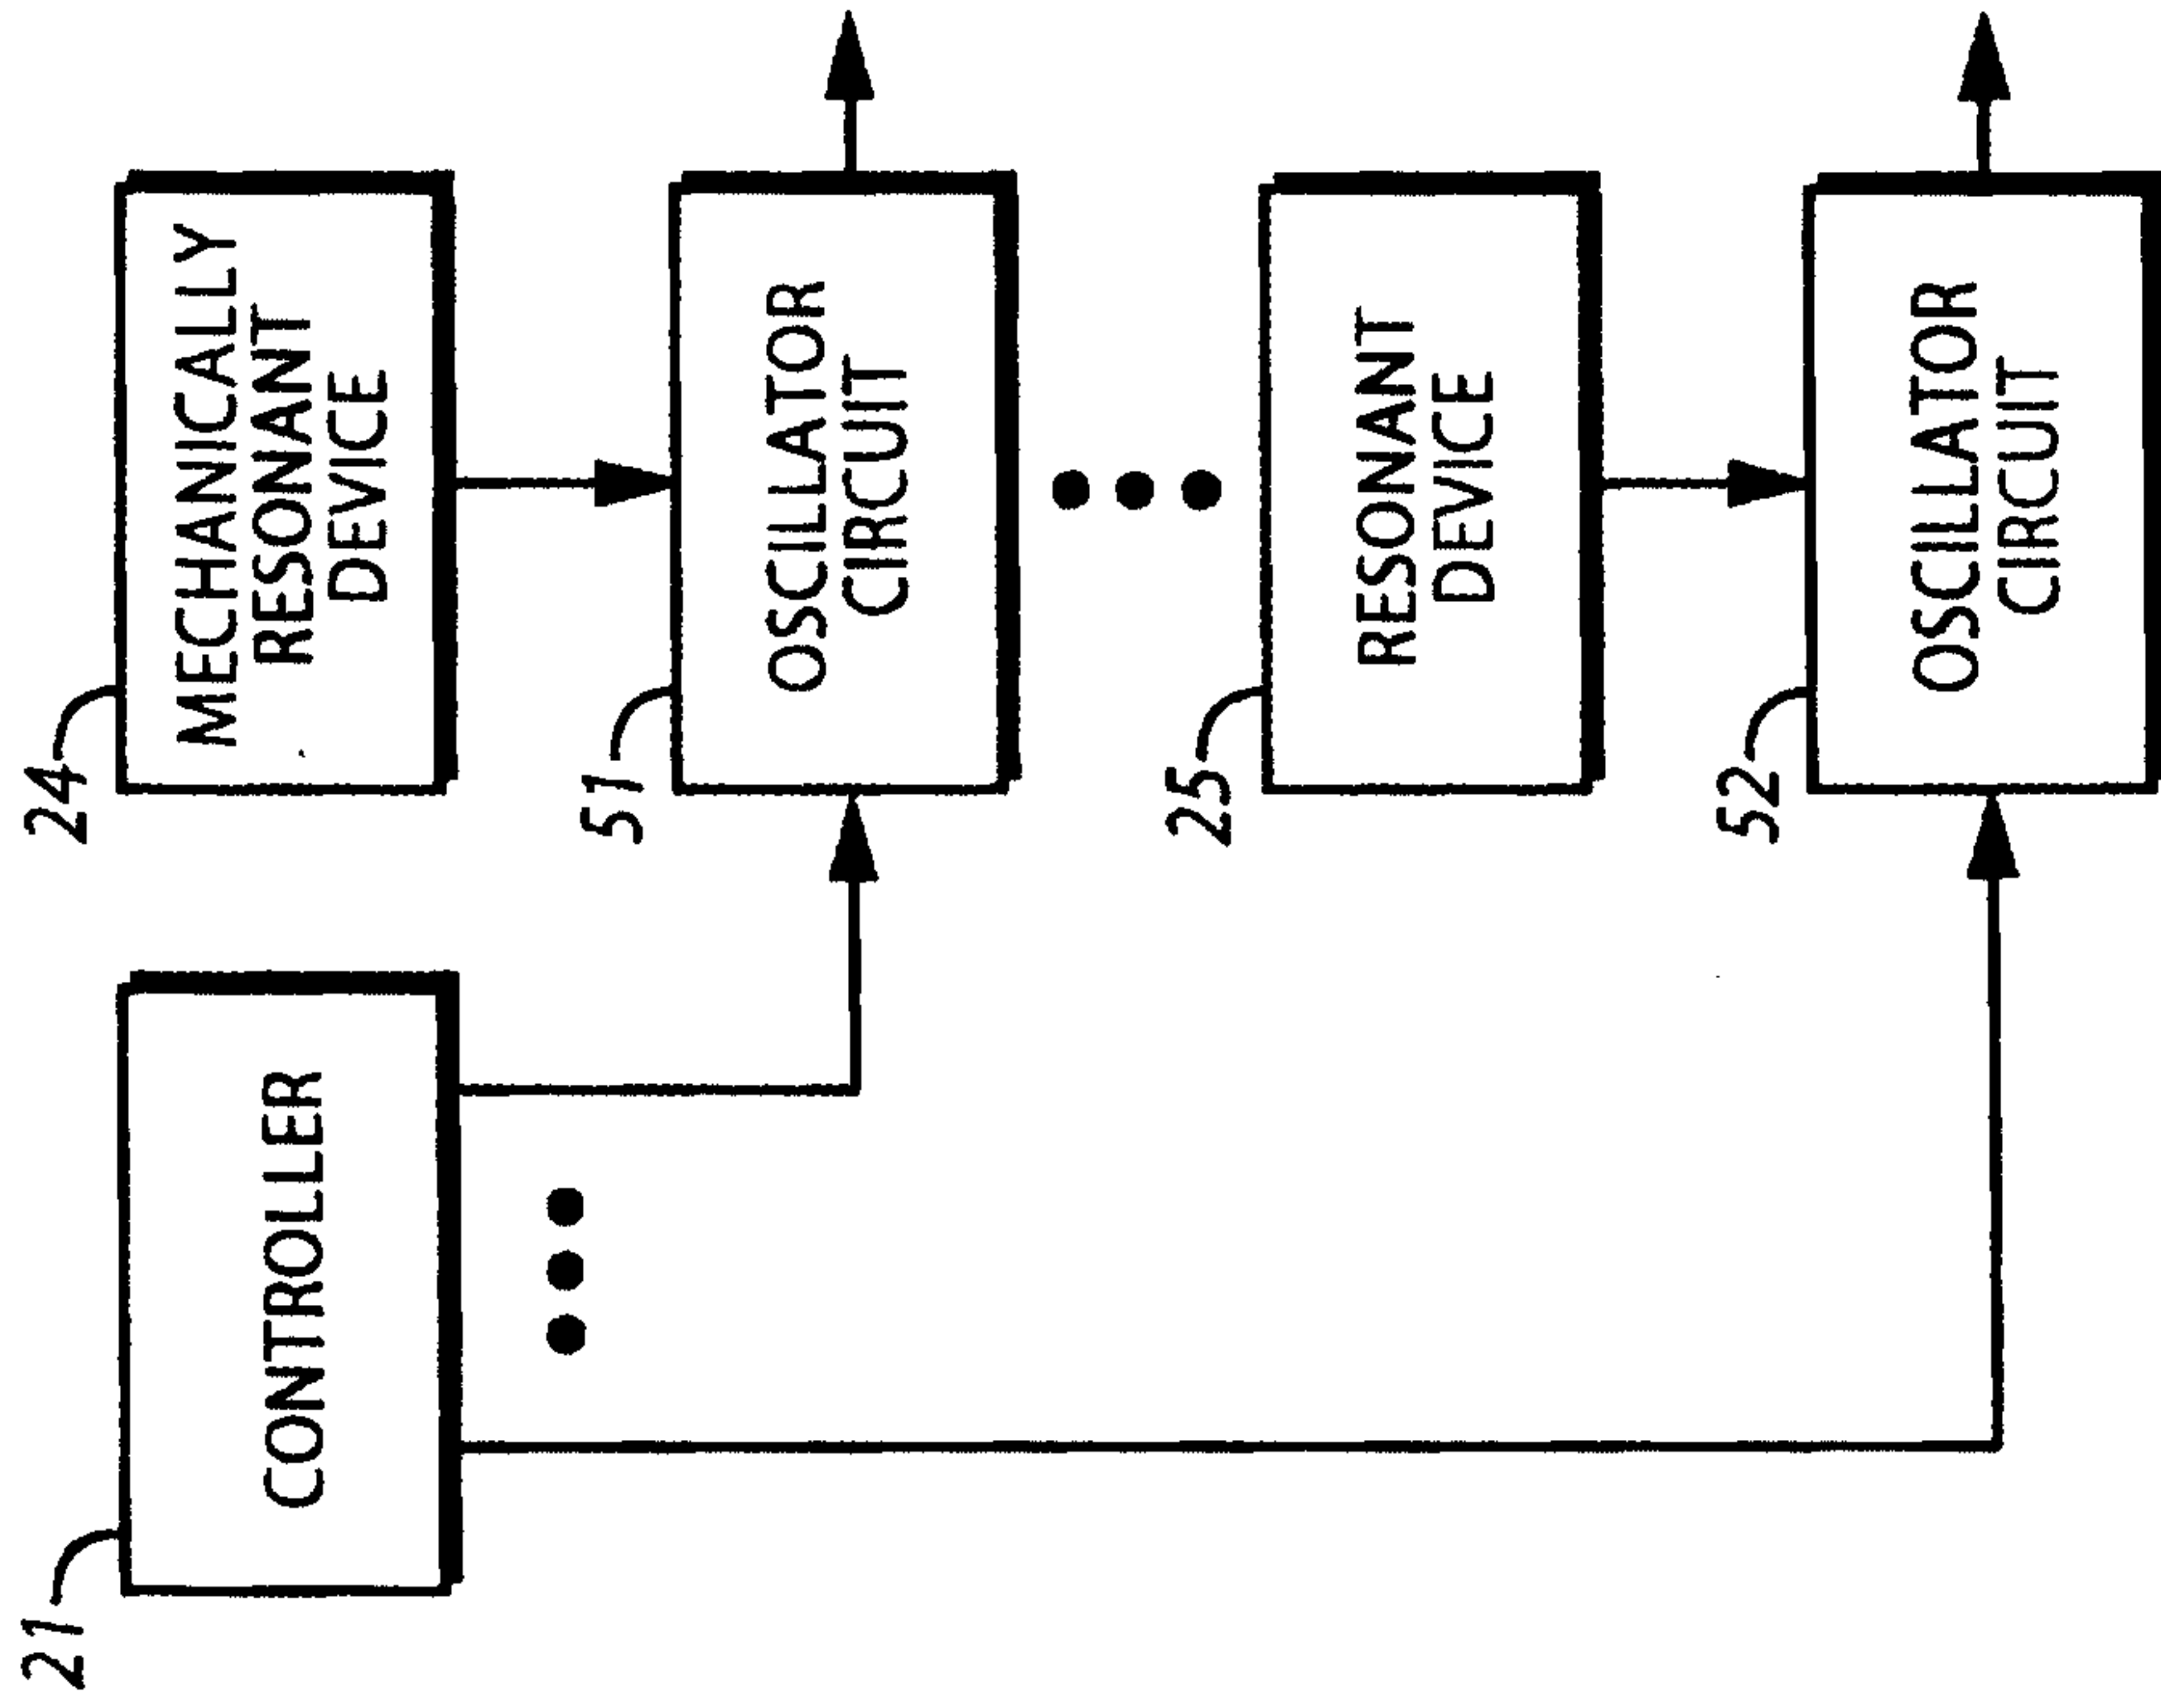 21
CONTROLLER
24
MECHANICALLY
RESONANT
DEVICE
51
OSCILLATOR
CIRCUIT
25
RESONANT
DEVICE
52
OSCILLATOR
CIRCUIT